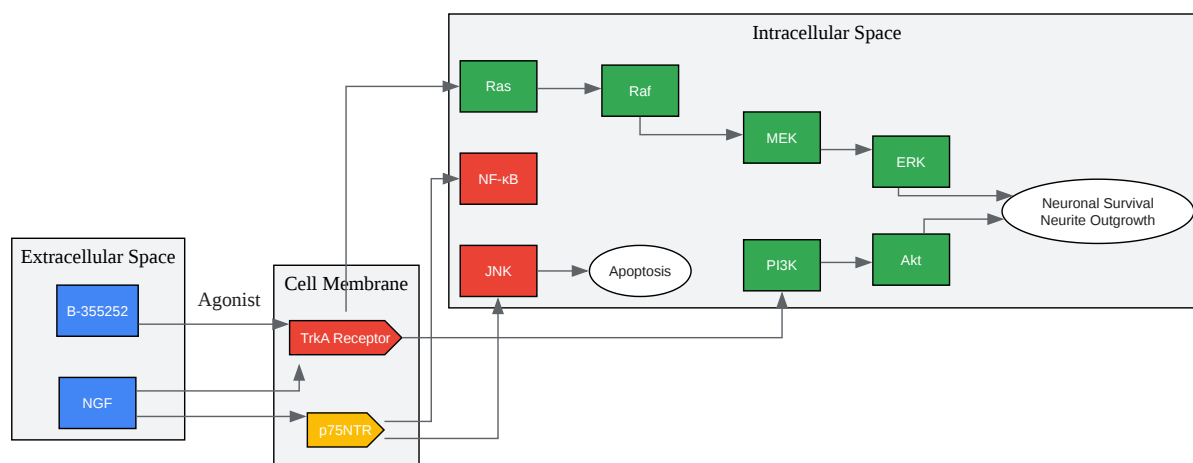 Intracellular Space
Ras
Raf
MEK
ERK
NF-κB
Neuronal Survival
Neurite Outgrowth
Extracellular Space
JNK
Apoptosis
PI3K
Akt
Cell Membrane
B-355252
Agonist
TrkA Receptor
NGF
p75NTR